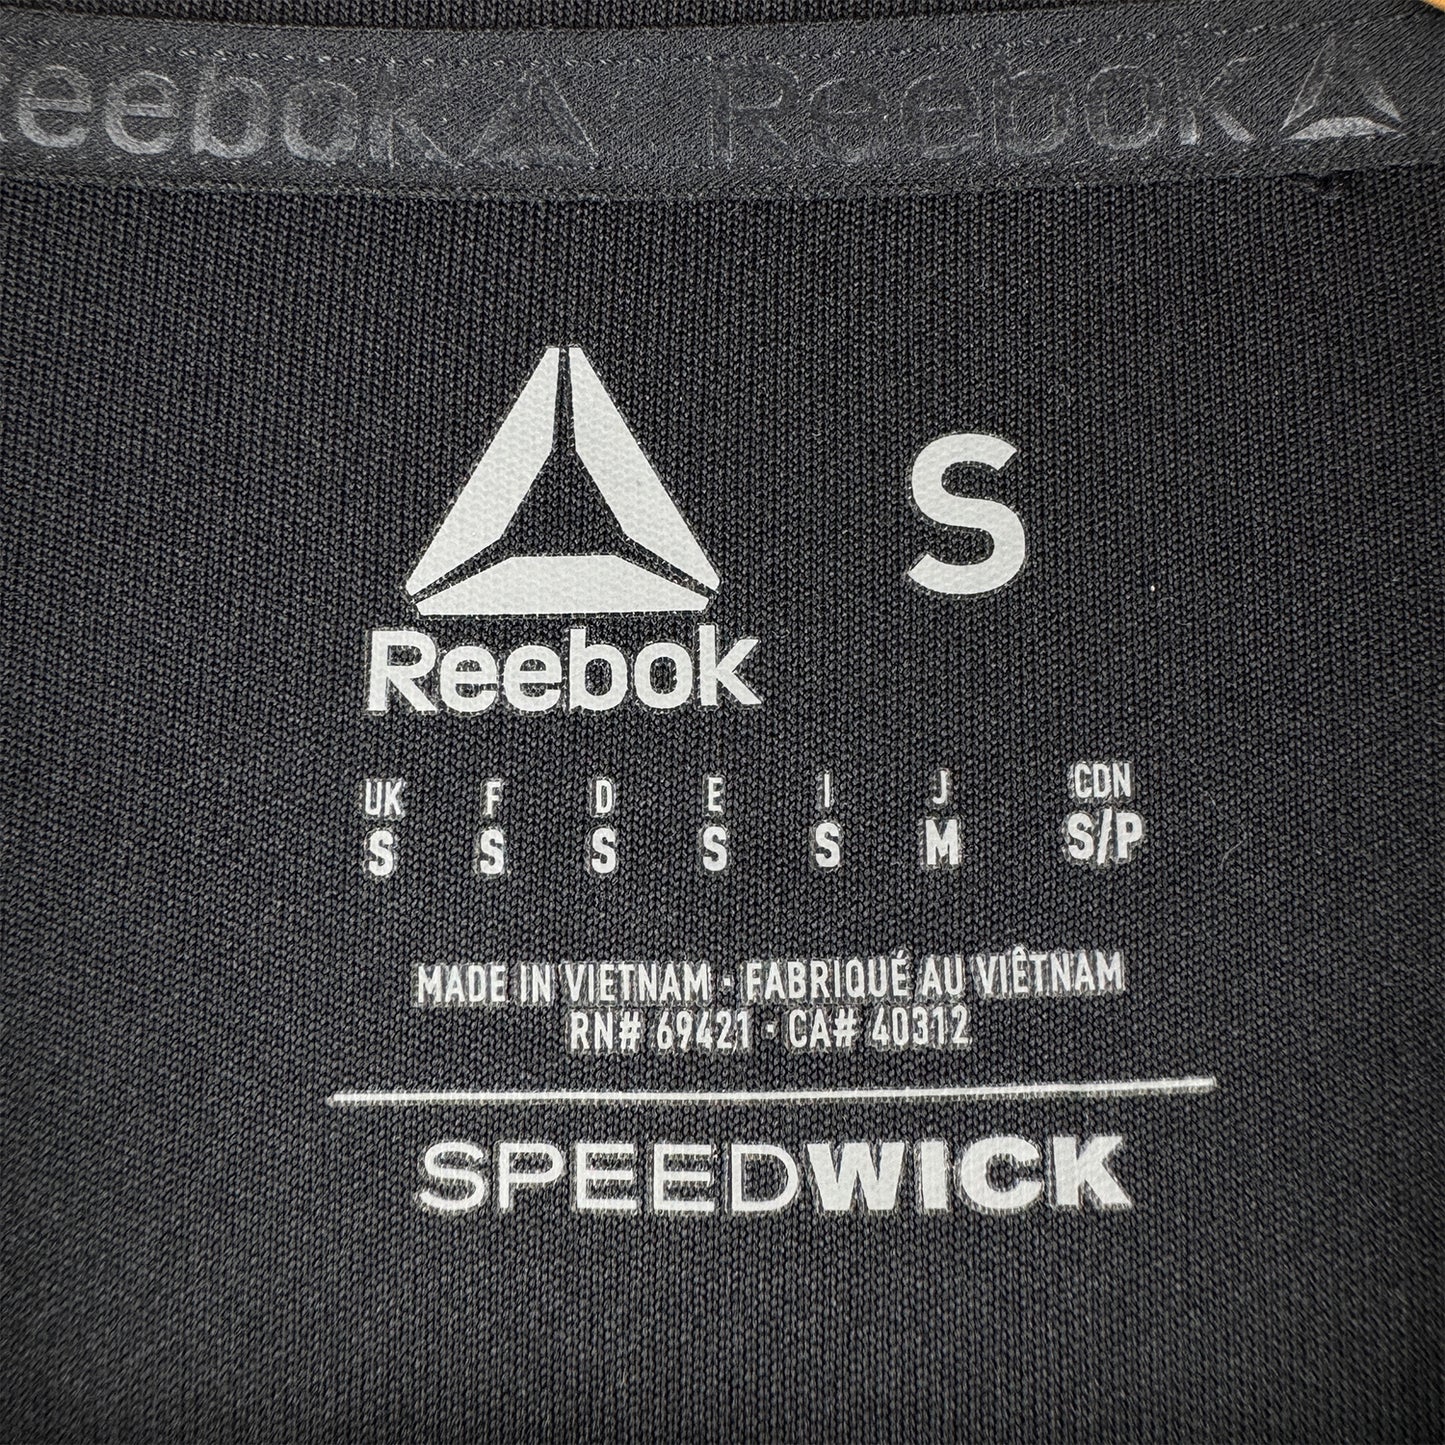 Reebok Reebok
S
Reebok
UK F D E I J CDN
S S S S S M S/P
MADE IN VIETNAM · FABRIQUÉ AU VIÊTNAM
RN# 69421 · CA# 40312
SPEEDWICK